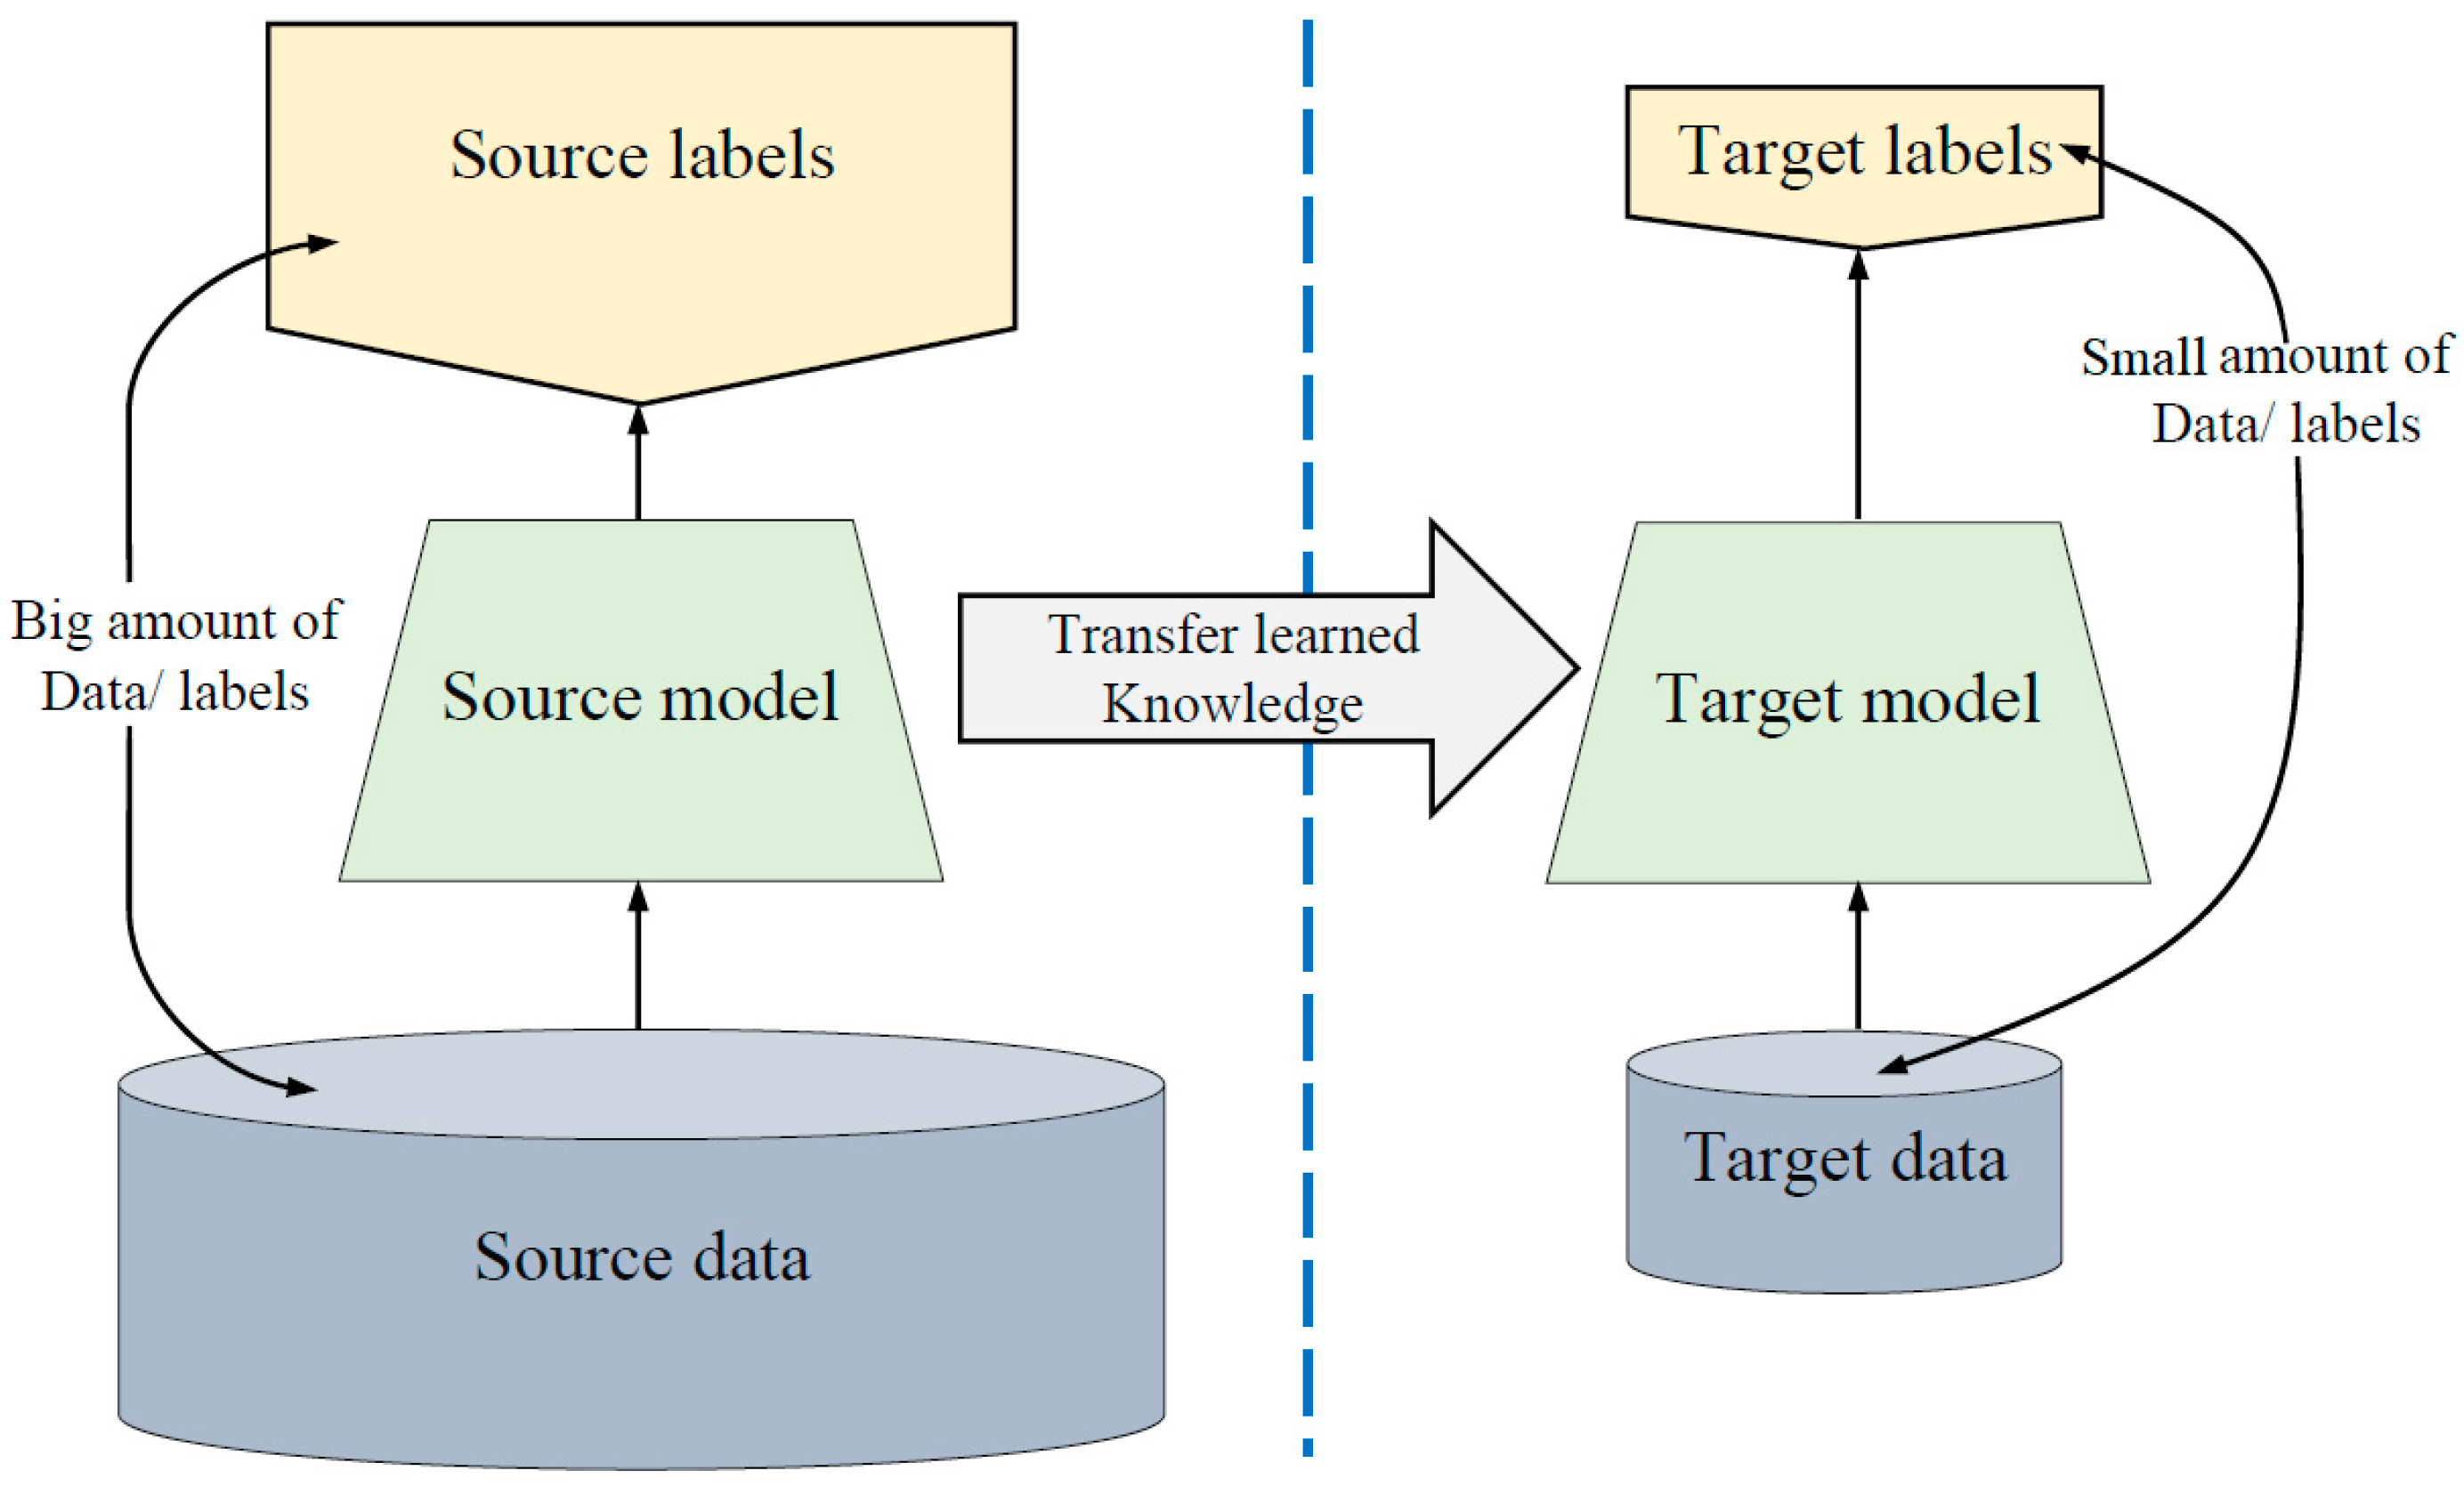 Source labels
Big amount of
Data/ labels
Source model
Source data
Transfer learned
Knowledge
Target labels
Small amount of
Data/ labels
Target model
Target data